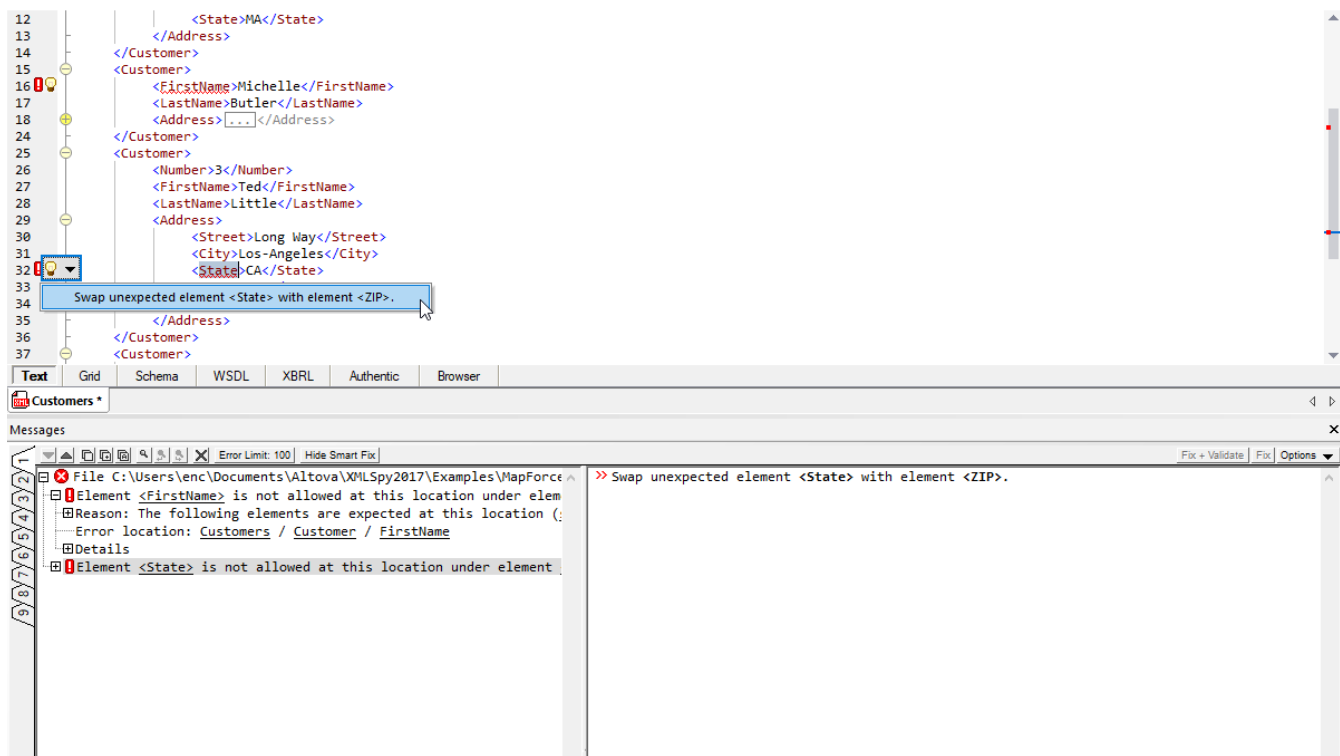 12 <State>MA</State>
13 </Address>
14 </Customer>
15 <Customer>
16 <FirstName>Michelle</FirstName>
17 <LastName>Butler</LastName>
18 <Address>...</Address>
24 </Customer>
25 <Customer>
26 <Number>3</Number>
27 <FirstName>Ted</FirstName>
28 <LastName>Little</LastName>
29 <Address>
30 <Street>Long Way</Street>
31 <City>Los-Angeles</City>
32 <State>CA</State>
33
Swap unexpected element <State> with element <ZIP>.
34
35 </Address>
36 </Customer>
37 <Customer>
Text Grid Schema WSDL XBRL Authentic Browser
Customers *
Messages
Error Limit: 100 Hide Smart Fix Fix + Validate Fix Options
1
2
3
4
5
6
7
8
9
File C:\Users\enc\Documents\Altova\XMLSpy2017\Examples\MapForce
Element <FirstName> is not allowed at this location under elem
Reason: The following elements are expected at this location (
Error location: Customers / Customer / FirstName
Details
Element <State> is not allowed at this location under element
>> Swap unexpected element <State> with element <ZIP>.